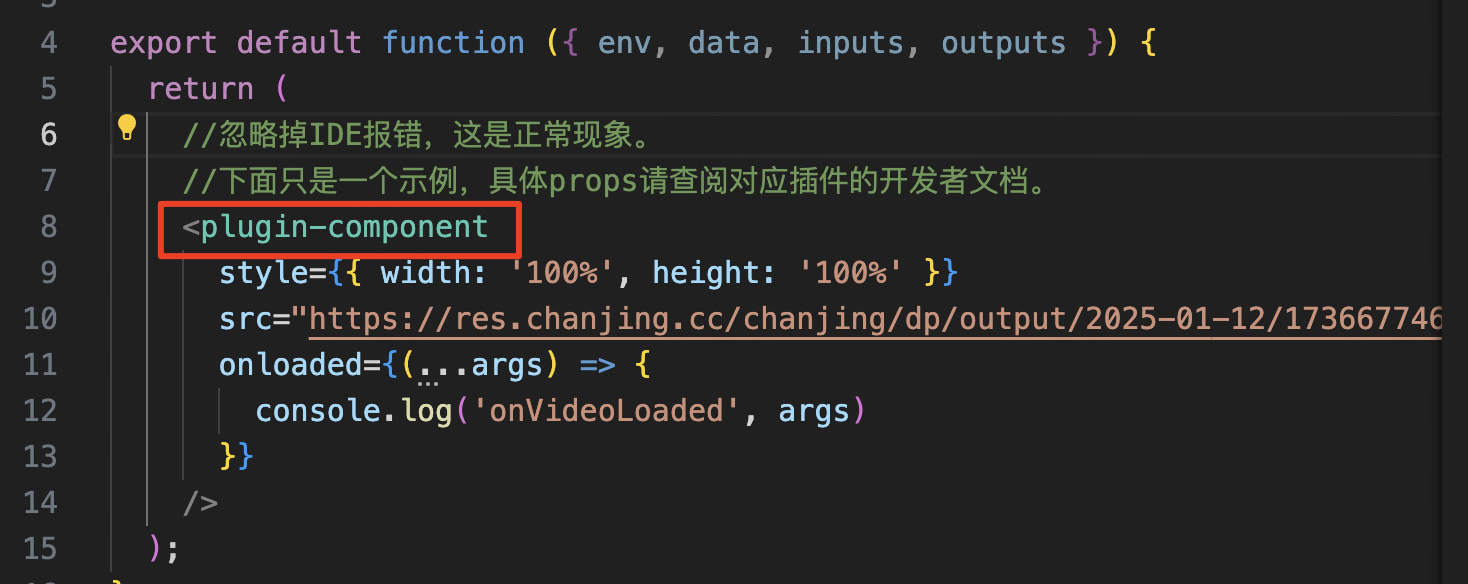 4 export default function ({ env, data, inputs, outputs }) {
5 return (
6 //忽略掉IDE报错，这是正常现象。
7 //下面只是一个示例，具体props请查阅对应插件的开发者文档。
8 <plugin-component
9 style={{ width: '100%', height: '100%' }}
10 src="https://res.chanjing.cc/chanjing/dp/output/2025-01-12/173667746
11 onloaded={(...args) => {
12 console.log('onVideoLoaded', args)
13 }}
14 />
15 );